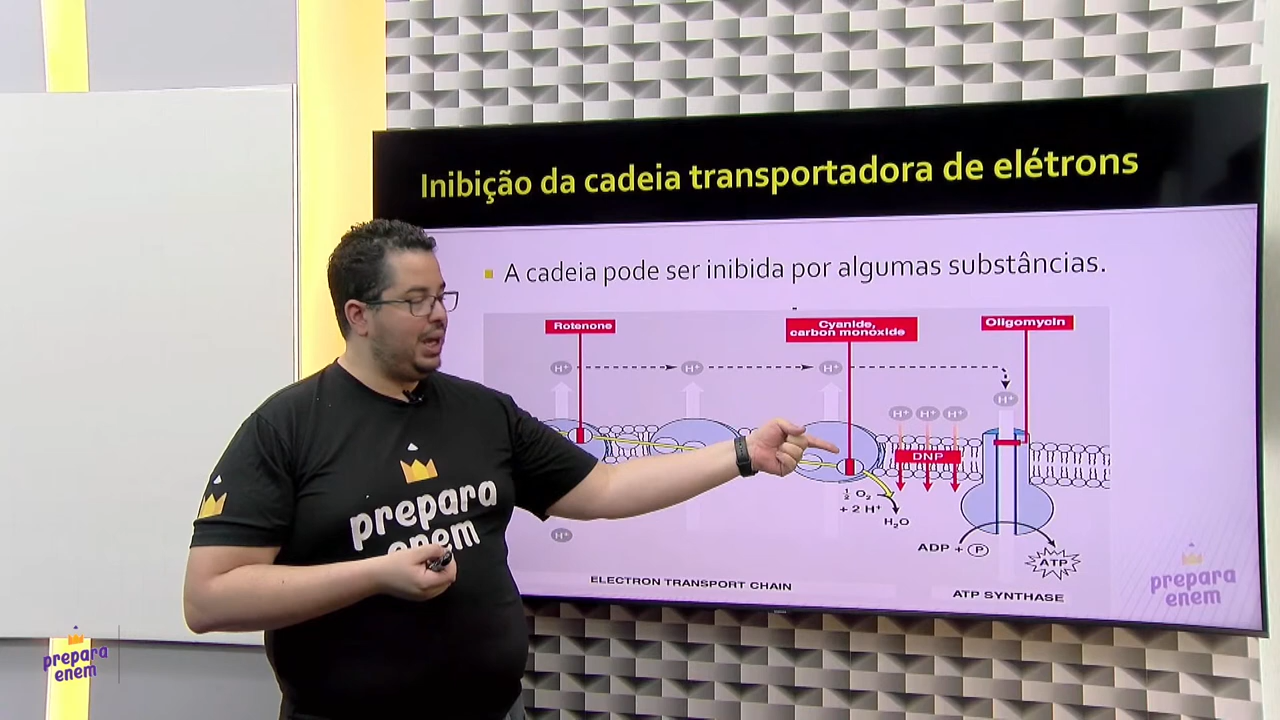 Inibição da cadeia transportadora de elétrons
A cadeia pode ser inibida por algumas substâncias.
Rotenone
Cyanide,
carbon monoxide
Oligomycin
H⁺
H⁺
H⁺
H⁺
H⁺ H⁺ H⁺
DNP
½ O₂
+ 2 H⁺
H₂O
H⁺
ADP + P
ATP
ELECTRON TRANSPORT CHAIN
ATP SYNTHASE
prepara
enem
prepara
enem
prepara
enem